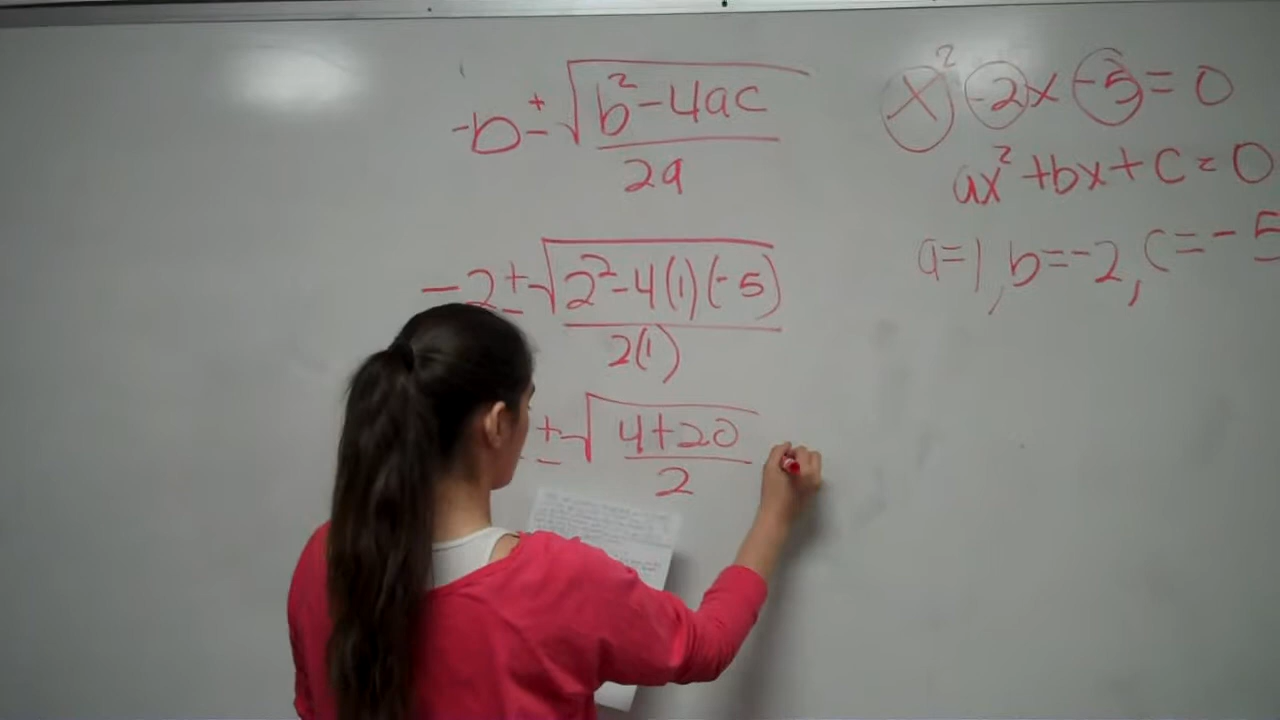 -b ± √b²-4ac
2a
-2 ± √2²-4(1)(-5)
2(1)
± √4+20
2
x² -2x -5 = 0
ax² + bx + c = 0
a=1, b=-2, c=-5